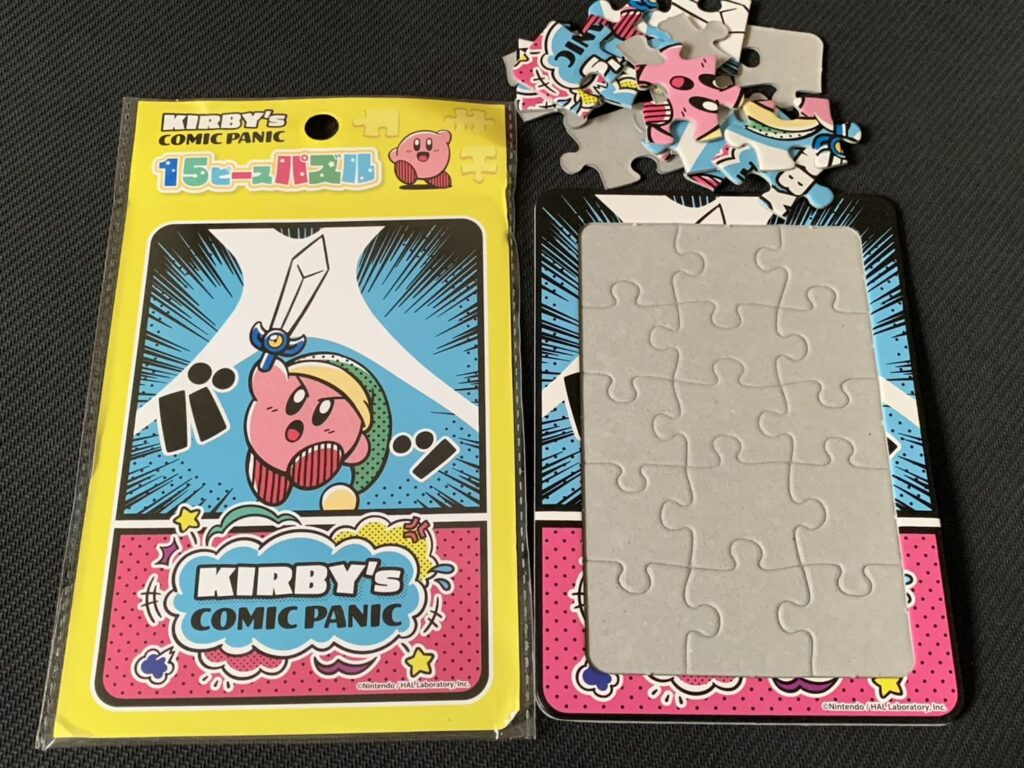 KIRBY's
COMIC PANIC
15ピースパズル
バ
ッ
KIRBY's
COMIC PANIC
©Nintendo / HAL Laboratory, Inc.
NIC
©Nintendo / HAL Laboratory, Inc.